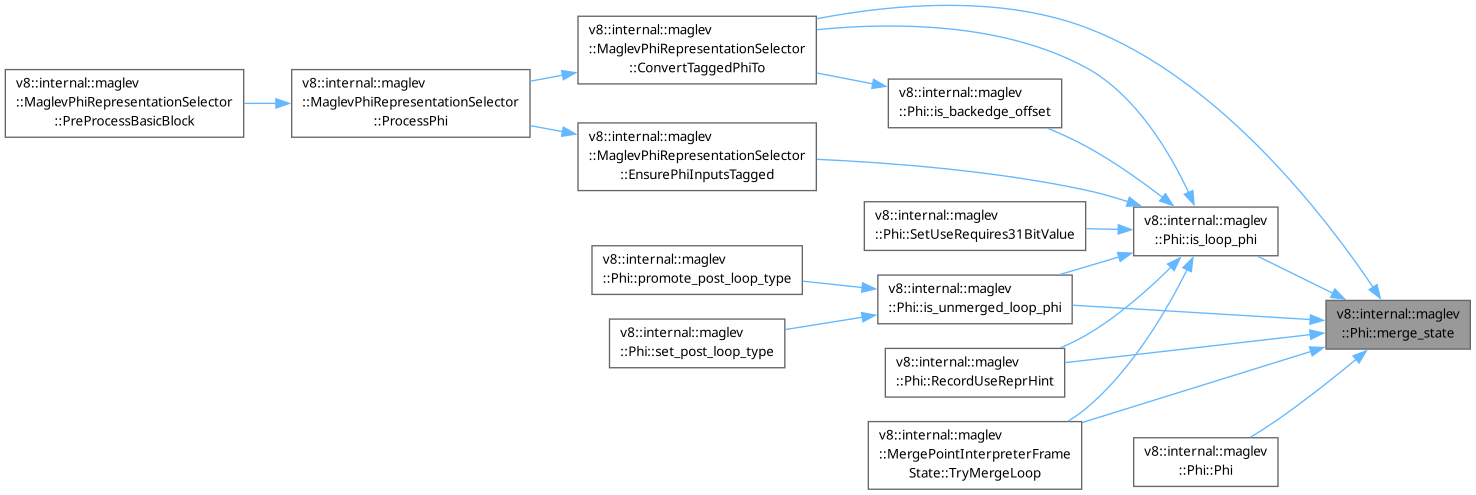 v8::internal::maglev
::MaglevPhiRepresentationSelector
::PreProcessBasicBlock
v8::internal::maglev
::MaglevPhiRepresentationSelector
::ProcessPhi
v8::internal::maglev
::MaglevPhiRepresentationSelector
::ConvertTaggedPhiTo
v8::internal::maglev
::MaglevPhiRepresentationSelector
::EnsurePhiInputsTagged
v8::internal::maglev
::Phi::promote_post_loop_type
v8::internal::maglev
::Phi::set_post_loop_type
v8::internal::maglev
::Phi::is_backedge_offset
v8::internal::maglev
::Phi::SetUseRequires31BitValue
v8::internal::maglev
::Phi::is_unmerged_loop_phi
v8::internal::maglev
::Phi::RecordUseReprHint
v8::internal::maglev
::MergePointInterpreterFrame
State::TryMergeLoop
v8::internal::maglev
::Phi::is_loop_phi
v8::internal::maglev
::Phi::Phi
v8::internal::maglev
::Phi::merge_state